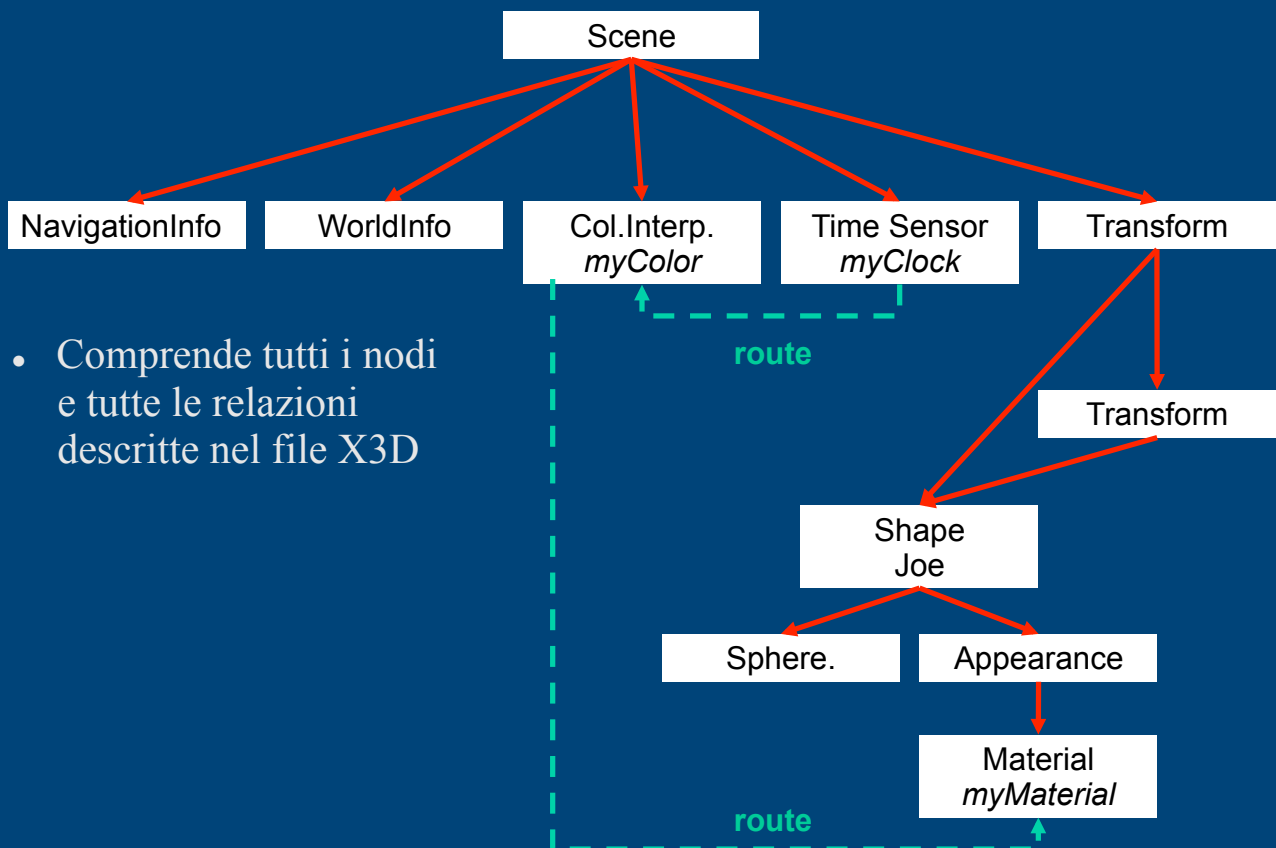 Scene
NavigationInfo
WorldInfo
Col.Interp.
myColor
Time Sensor
myClock
Transform
route
• Comprende tutti i nodi
e tutte le relazioni
descritte nel file X3D
Transform
Shape
Joe
Sphere.
Appearance
Material
myMaterial
route